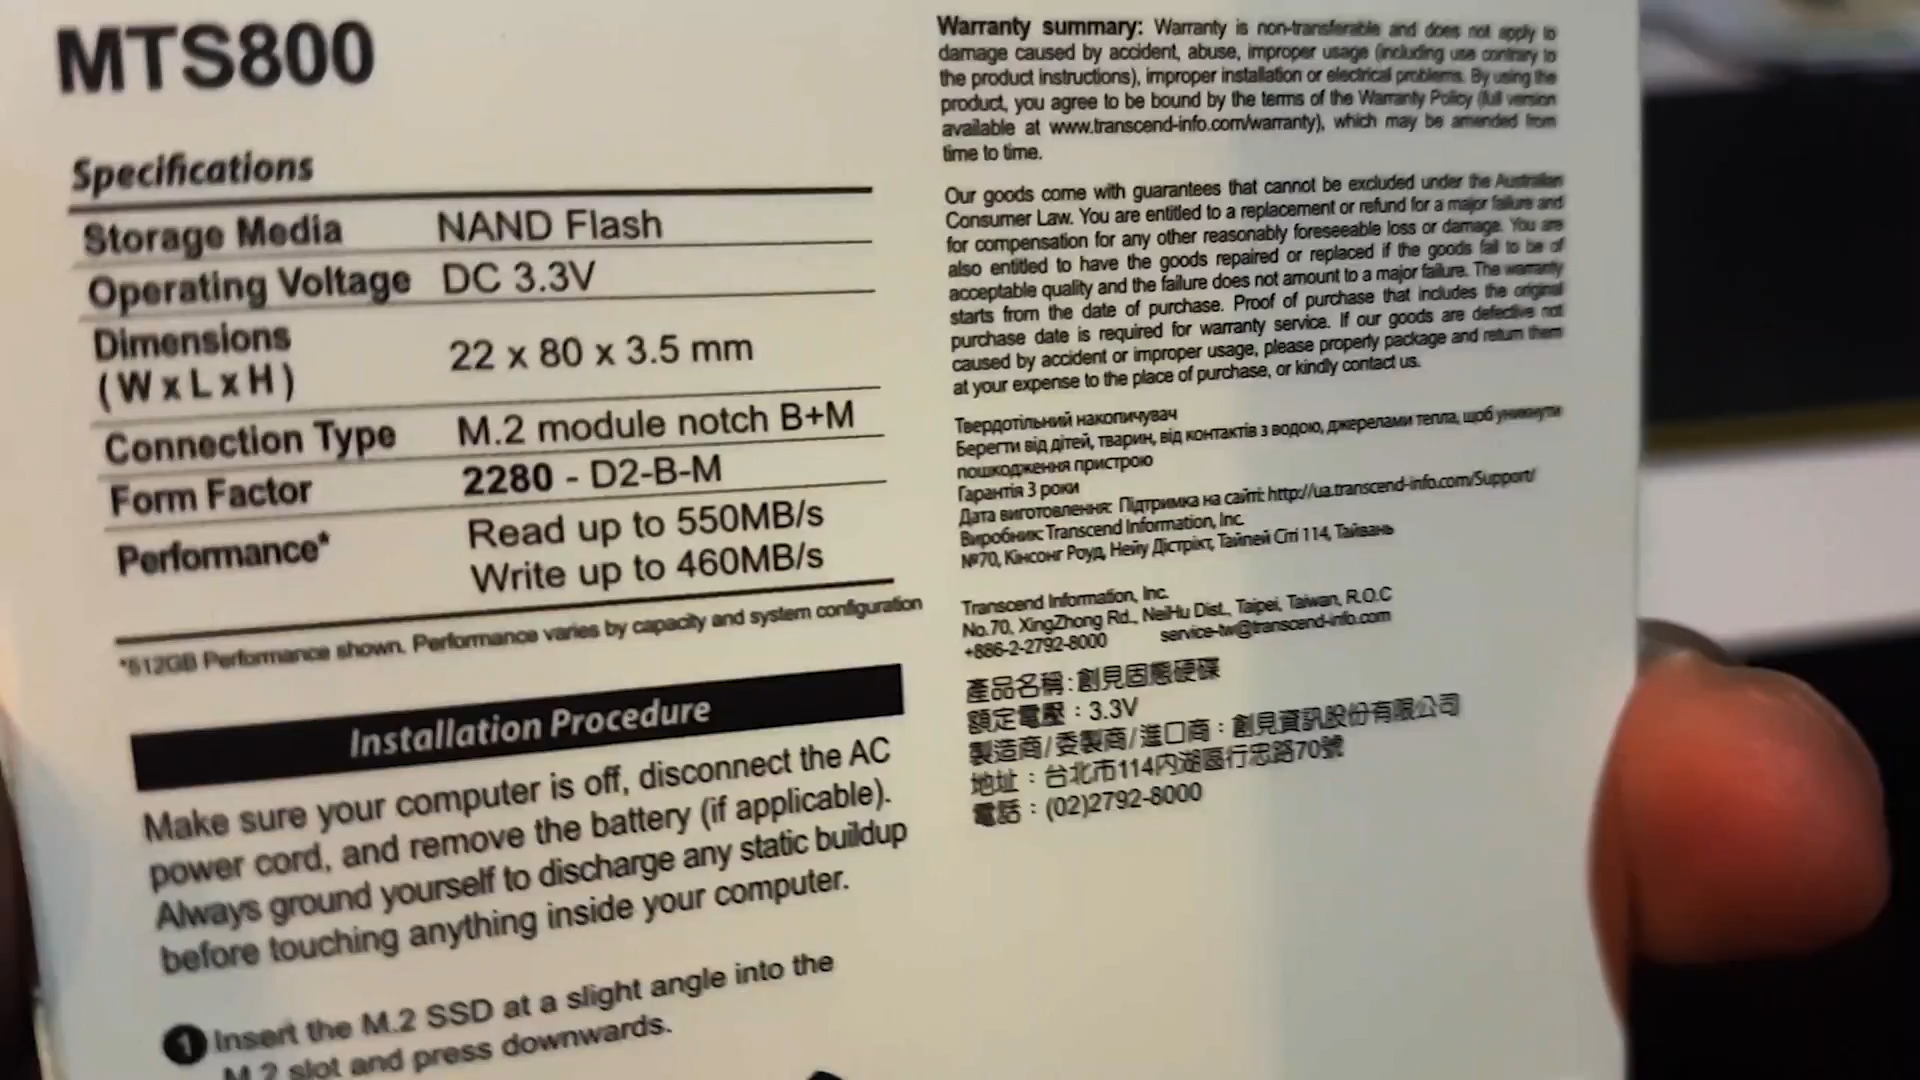 MTS800
Specifications
Storage Media NAND Flash
Operating Voltage DC 3.3V
Dimensions
(WxLxH) 22 x 80 x 3.5 mm
Connection Type M.2 module notch B+M
Form Factor 2280 - D2-B-M
Performance* Read up to 550MB/s
Write up to 460MB/s
*512GB Performance shown. Performance varies by capacity and system configuration
Installation Procedure
Make sure your computer is off, disconnect the AC
power cord, and remove the battery (if applicable).
Always ground yourself to discharge any static buildup
before touching anything inside your computer.
1 Insert the M.2 SSD at a slight angle into the
M.2 slot and press downwards.
Warranty summary: Warranty is non-transferable and does not apply to
damage caused by accident, abuse, improper usage (including use contrary to
the product instructions), improper installation or electrical problems. By using the
product, you agree to be bound by the terms of the Warranty Policy (full version
available at www.transcend-info.com/warranty), which may be amended from
time to time.
Our goods come with guarantees that cannot be excluded under the Australian
Consumer Law. You are entitled to a replacement or refund for a major failure and
for compensation for any other reasonably foreseeable loss or damage. You are
also entitled to have the goods repaired or replaced if the goods fail to be of
acceptable quality and the failure does not amount to a major failure. The warranty
starts from the date of purchase. Proof of purchase that includes the original
purchase date is required for warranty service. If our goods are defective not
caused by accident or improper usage, please properly package and return them
at your expense to the place of purchase, or kindly contact us.
Твердотільний накопичувач
Берегти від дітей, тварин, від контактів з водою, джерелами тепла, щоб уникнути
пошкодження пристрою
Гарантія 3 роки
Дата виготовлення: Підтримка на сайті: http://ua.transcend-info.com/Support/
Виробник: Transcend Information, Inc.
№70, Кінсонг Роуд, Нейу Дістрікт, Тайпей Сіті 114, Тайвань
Transcend Information, Inc.
No.70, XingZhong Rd., NeiHu Dist., Taipei, Taiwan, R.O.C
+886-2-2792-8000 service-tw@transcend-info.com
產品名稱:創見固態硬碟
額定電壓:3.3V
製造商/委製商/進口商:創見資訊股份有限公司
地址:台北市114內湖區行忠路70號
電話:(02)2792-8000